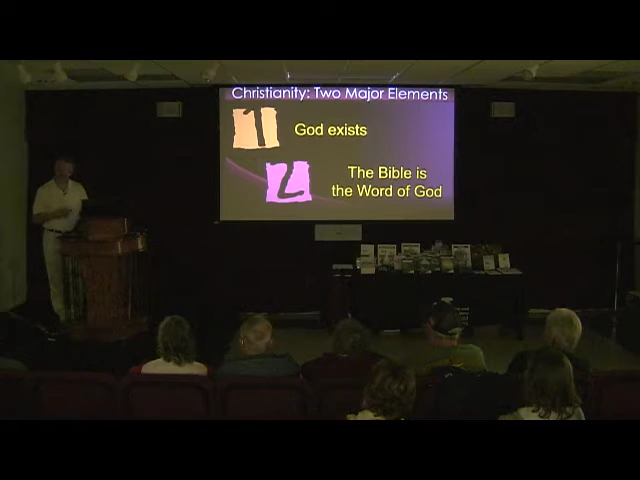 Christianity: Two Major Elements
1
God exists
2
The Bible is
the Word of God